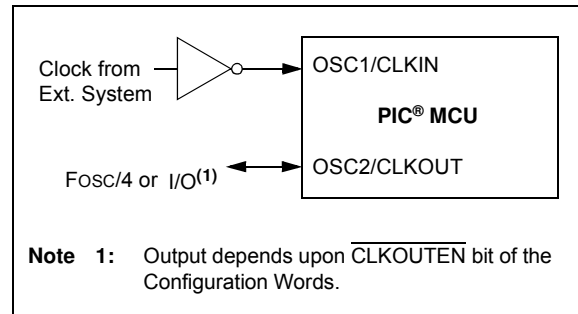 Clock from
Ext. System
OSC1/CLKIN
PIC® MCU
FOSC/4 or I/O(1)
OSC2/CLKOUT
Note 1: Output depends upon CLKOUTEN bit of the
Configuration Words.